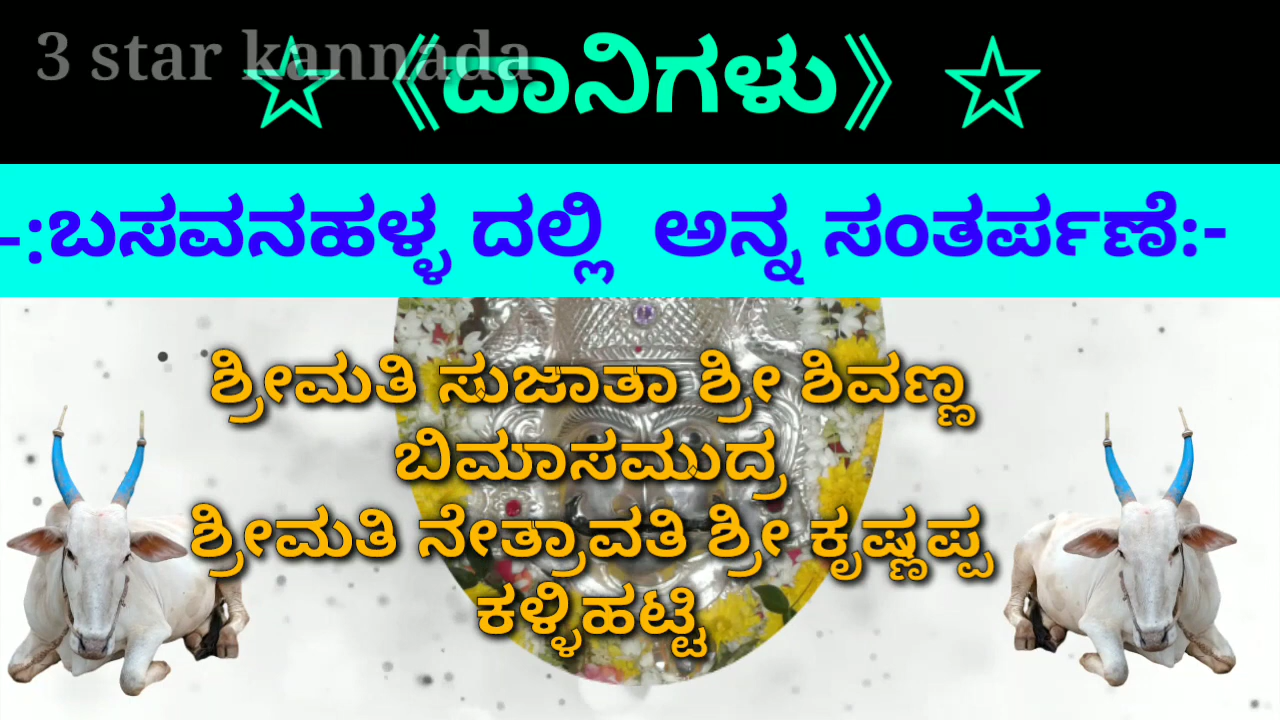 3 star kannada
☆《ದಾನಿಗಳು》☆
-:ಬಸವನಹಳ್ಳ ದಲ್ಲಿ ಅನ್ನ ಸಂತರ್ಪಣೆ:-
ಶ್ರೀಮತಿ ಸುಜಾತಾ ಶ್ರೀ ಶಿವಣ್ಣ
ಬಿಮಾಸಮುದ್ರ
ಶ್ರೀಮತಿ ನೇತ್ರಾವತಿ ಶ್ರೀ ಕೃಷ್ಣಪ್ಪ
ಕಳ್ಳಿಹಟ್ಟಿ